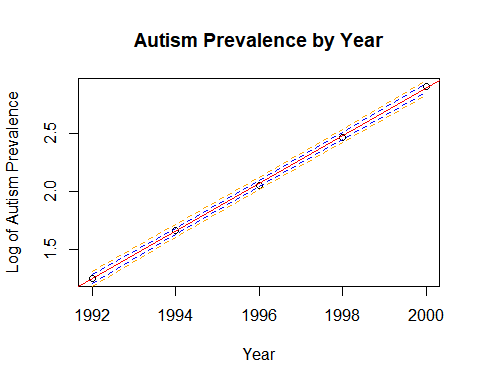 Autism Prevalence by Year
Log of Autism Prevalence
2.5
2.0
1.5
1992 1994 1996 1998 2000
Year